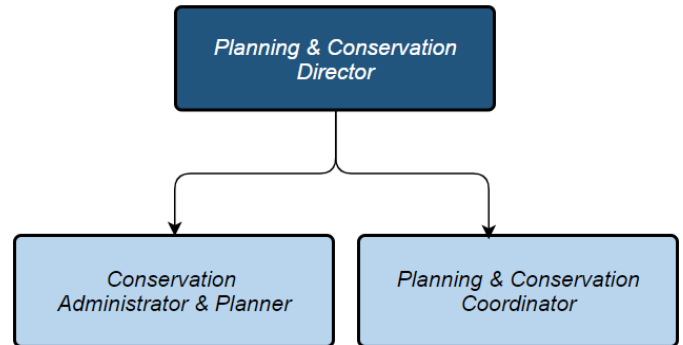 Planning & Conservation
Director
Conservation
Administrator & Planner
Planning & Conservation
Coordinator